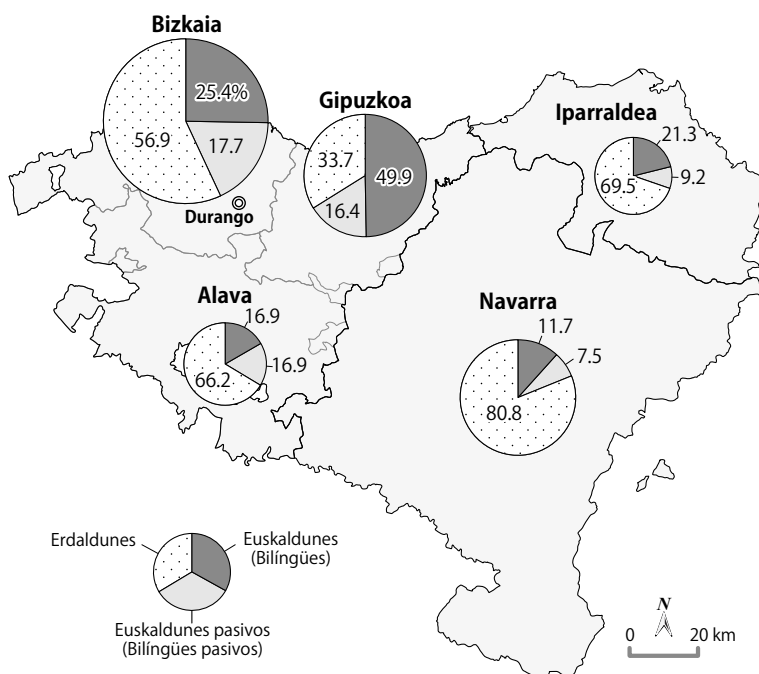 Bizkaia
25.4%
17.7
56.9
Durango
Gipuzkoa
33.7
49.9
16.4
Iparraldea
21.3
9.2
69.5
Alava
16.9
16.9
66.2
Navarra
11.7
7.5
80.8
Erdaldunes
Euskaldunes
(Bilíngües)
Euskaldunes pasivos
(Bilíngües pasivos)
N
0 20 km